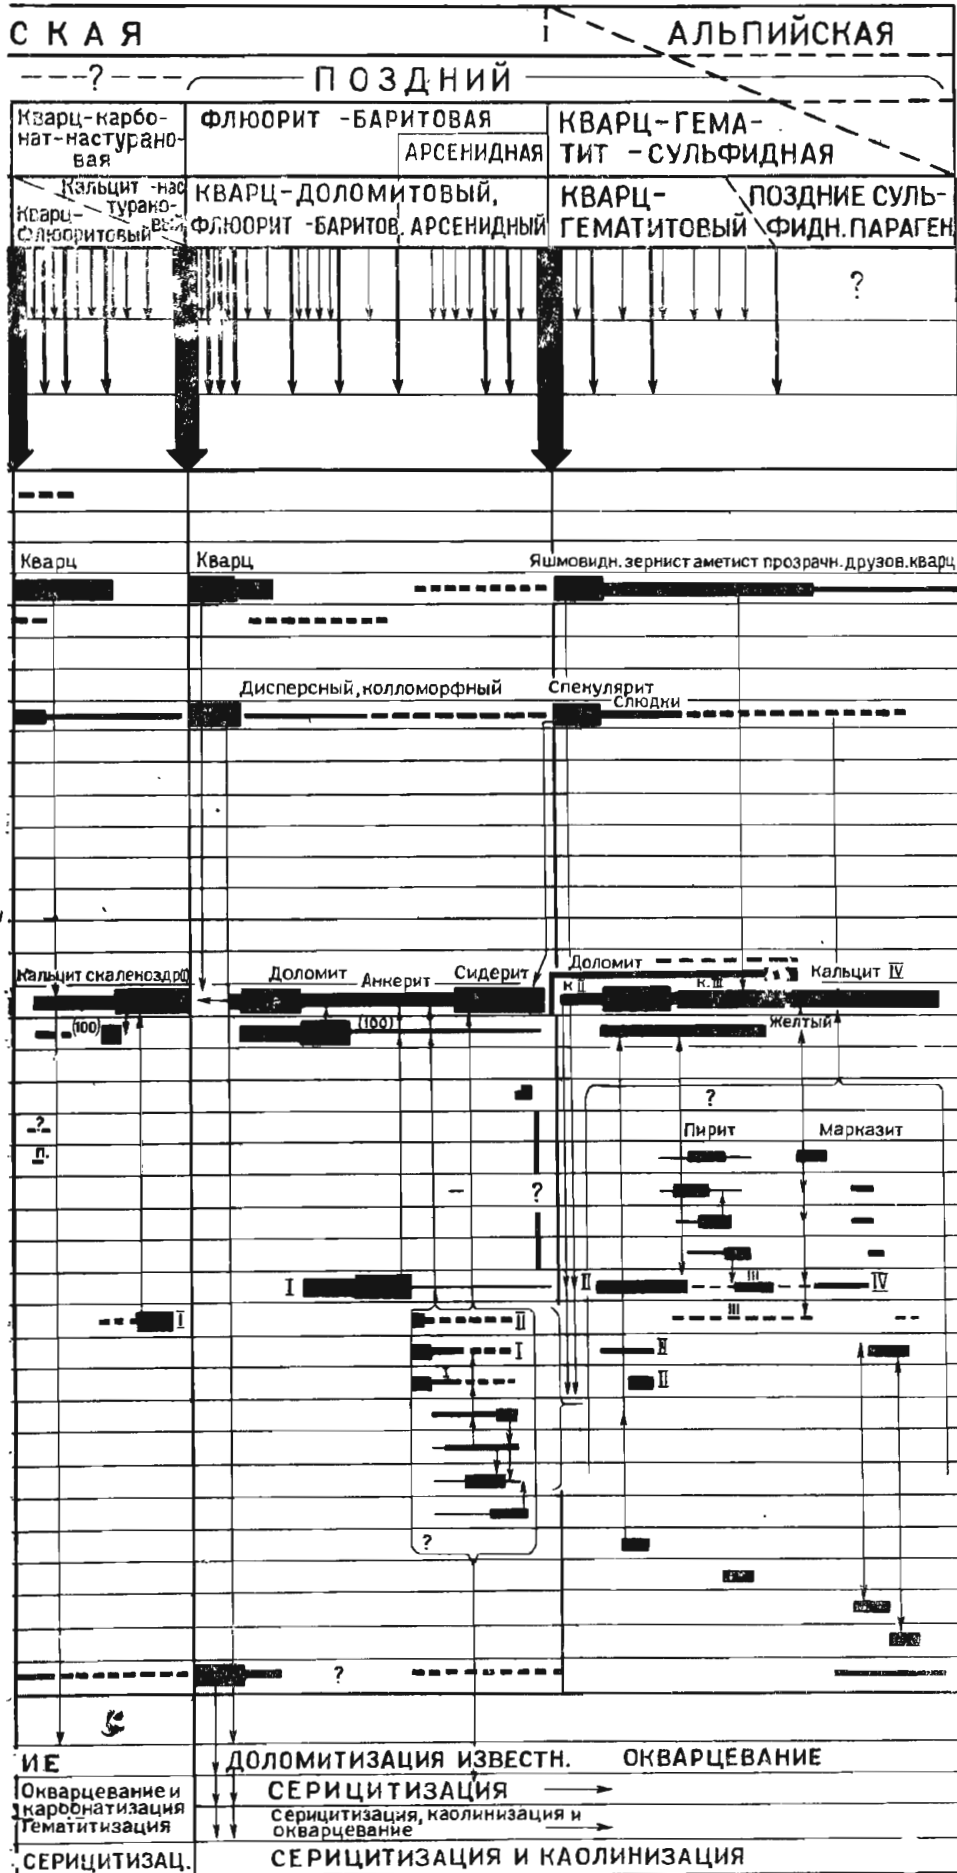 СКАЯ
I
АЛЬПИЙСКАЯ
?
ПОЗДНИЙ
Кварц-карбо-
нат-настурано-
вая
ФЛЮОРИТ -БАРИТОВАЯ
АРСЕНИДНАЯ
КВАРЦ-ГЕМА-
ТИТ -СУЛЬФИДНАЯ
Кальцит -нас
турано-
вый
Кварц-
флюоритовый
КВАРЦ-ДОЛОМИТОВЫЙ,
ФЛЮОРИТ -БАРИТОВ. АРСЕНИДНЫЙ
КВАРЦ-
ГЕМАТИТОВЫЙ
ПОЗДНИЕ СУЛЬ-
ФИДН. ПАРАГЕН
?
Кварц
Кварц
Яшмовидн. зернист аметист прозрачн. друзов. кварц
Дисперсный, колломорфный
Спекулярит
Слюдки
Кальцит скаленоэдр
Доломит
Анкерит
Сидерит
Доломит
к II
к. III
Кальцит IV
(100)
(100)
Желтый
?
?
п.
Пирит
Марказит
?
I
II
III
IV
I
II
III
I
II
I
II
?
?
ИЕ
ДОЛОМИТИЗАЦИЯ ИЗВЕСТН.
ОКВАРЦЕВАНИЕ
Окварцевание и
карбонатизация
Гематитизация
СЕРИЦИТИЗАЦИЯ
Серицитизация, каолинизация и
окварцевание
СЕРИЦИТИЗАЦ.
СЕРИЦИТИЗАЦИЯ И КАОЛИНИЗАЦИЯ